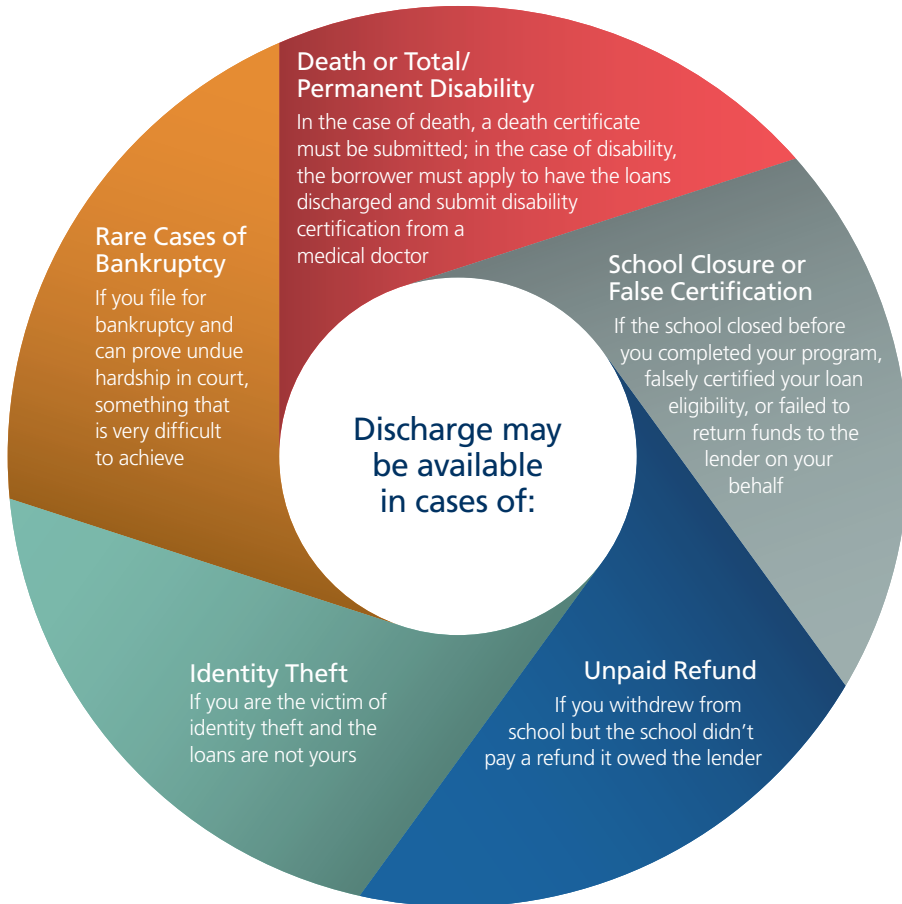 Discharge may
be available
in cases of:
Death or Total/
Permanent Disability
In the case of death, a death certificate
must be submitted; in the case of disability,
the borrower must apply to have the loans
discharged and submit disability
certification from a
medical doctor
School Closure or
False Certification
If the school closed before
you completed your program,
falsely certified your loan
eligibility, or failed to
return funds to the
lender on your
behalf
Unpaid Refund
If you withdrew from
school but the school didn’t
pay a refund it owed the lender
Identity Theft
If you are the victim of
identity theft and the
loans are not yours
Rare Cases of
Bankruptcy
If you file for
bankruptcy and
can prove undue
hardship in court,
something that
is very difficult
to achieve